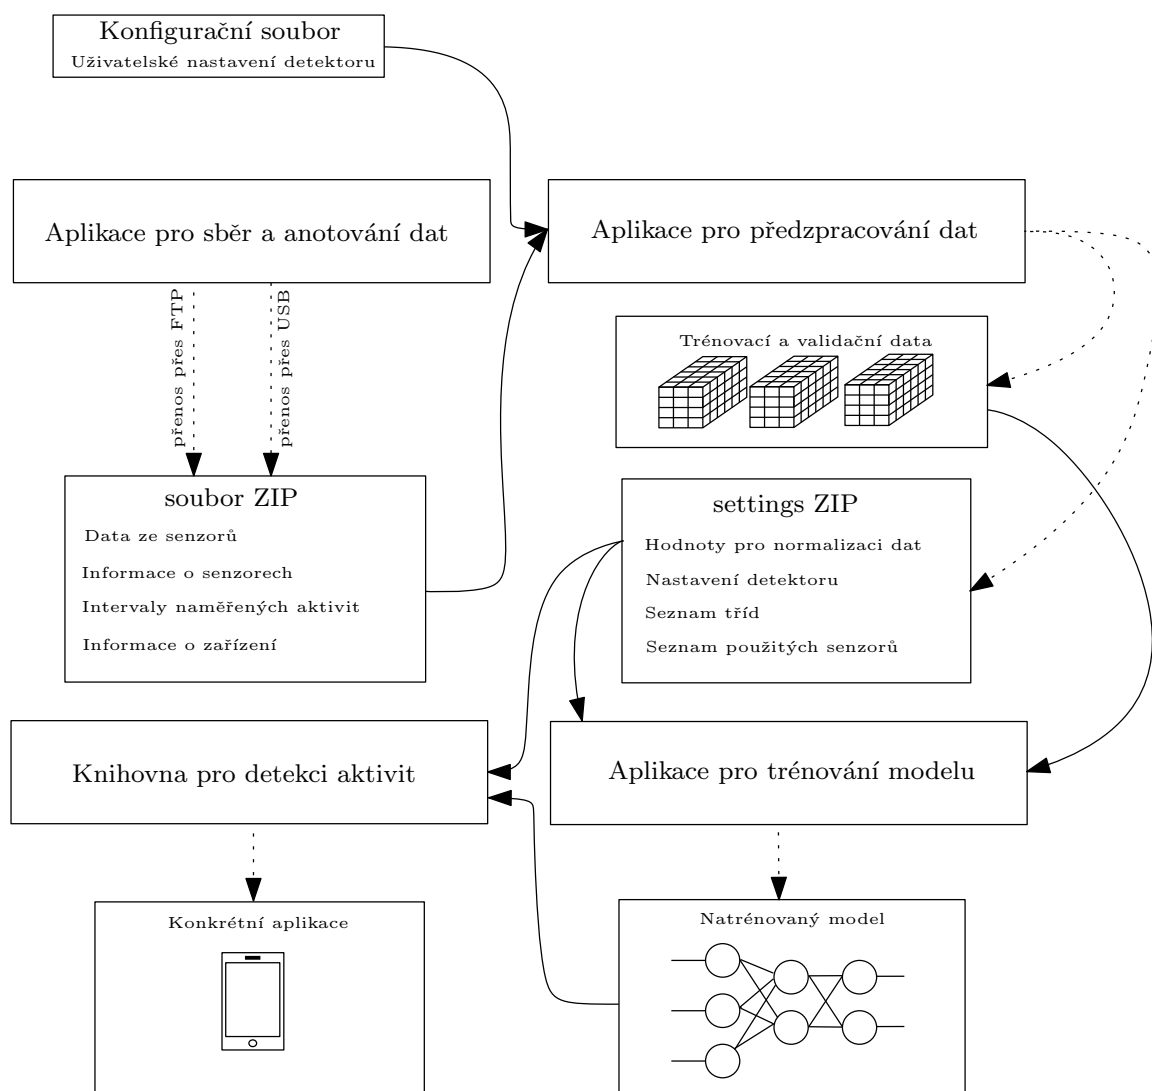 Konfigurační soubor
Uživatelské nastavení detektoru
Aplikace pro sběr a anotování dat
Aplikace pro předzpracování dat
přenos přes FTP
přenos přes USB
Trénovací a validační data
soubor ZIP
Data ze senzorů
Informace o senzorech
Intervaly naměřených aktivit
Informace o zařízení
settings ZIP
Hodnoty pro normalizaci dat
Nastavení detektoru
Seznam tříd
Seznam použitých senzorů
Knihovna pro detekci aktivit
Aplikace pro trénování modelu
Konkrétní aplikace
Natrénovaný model